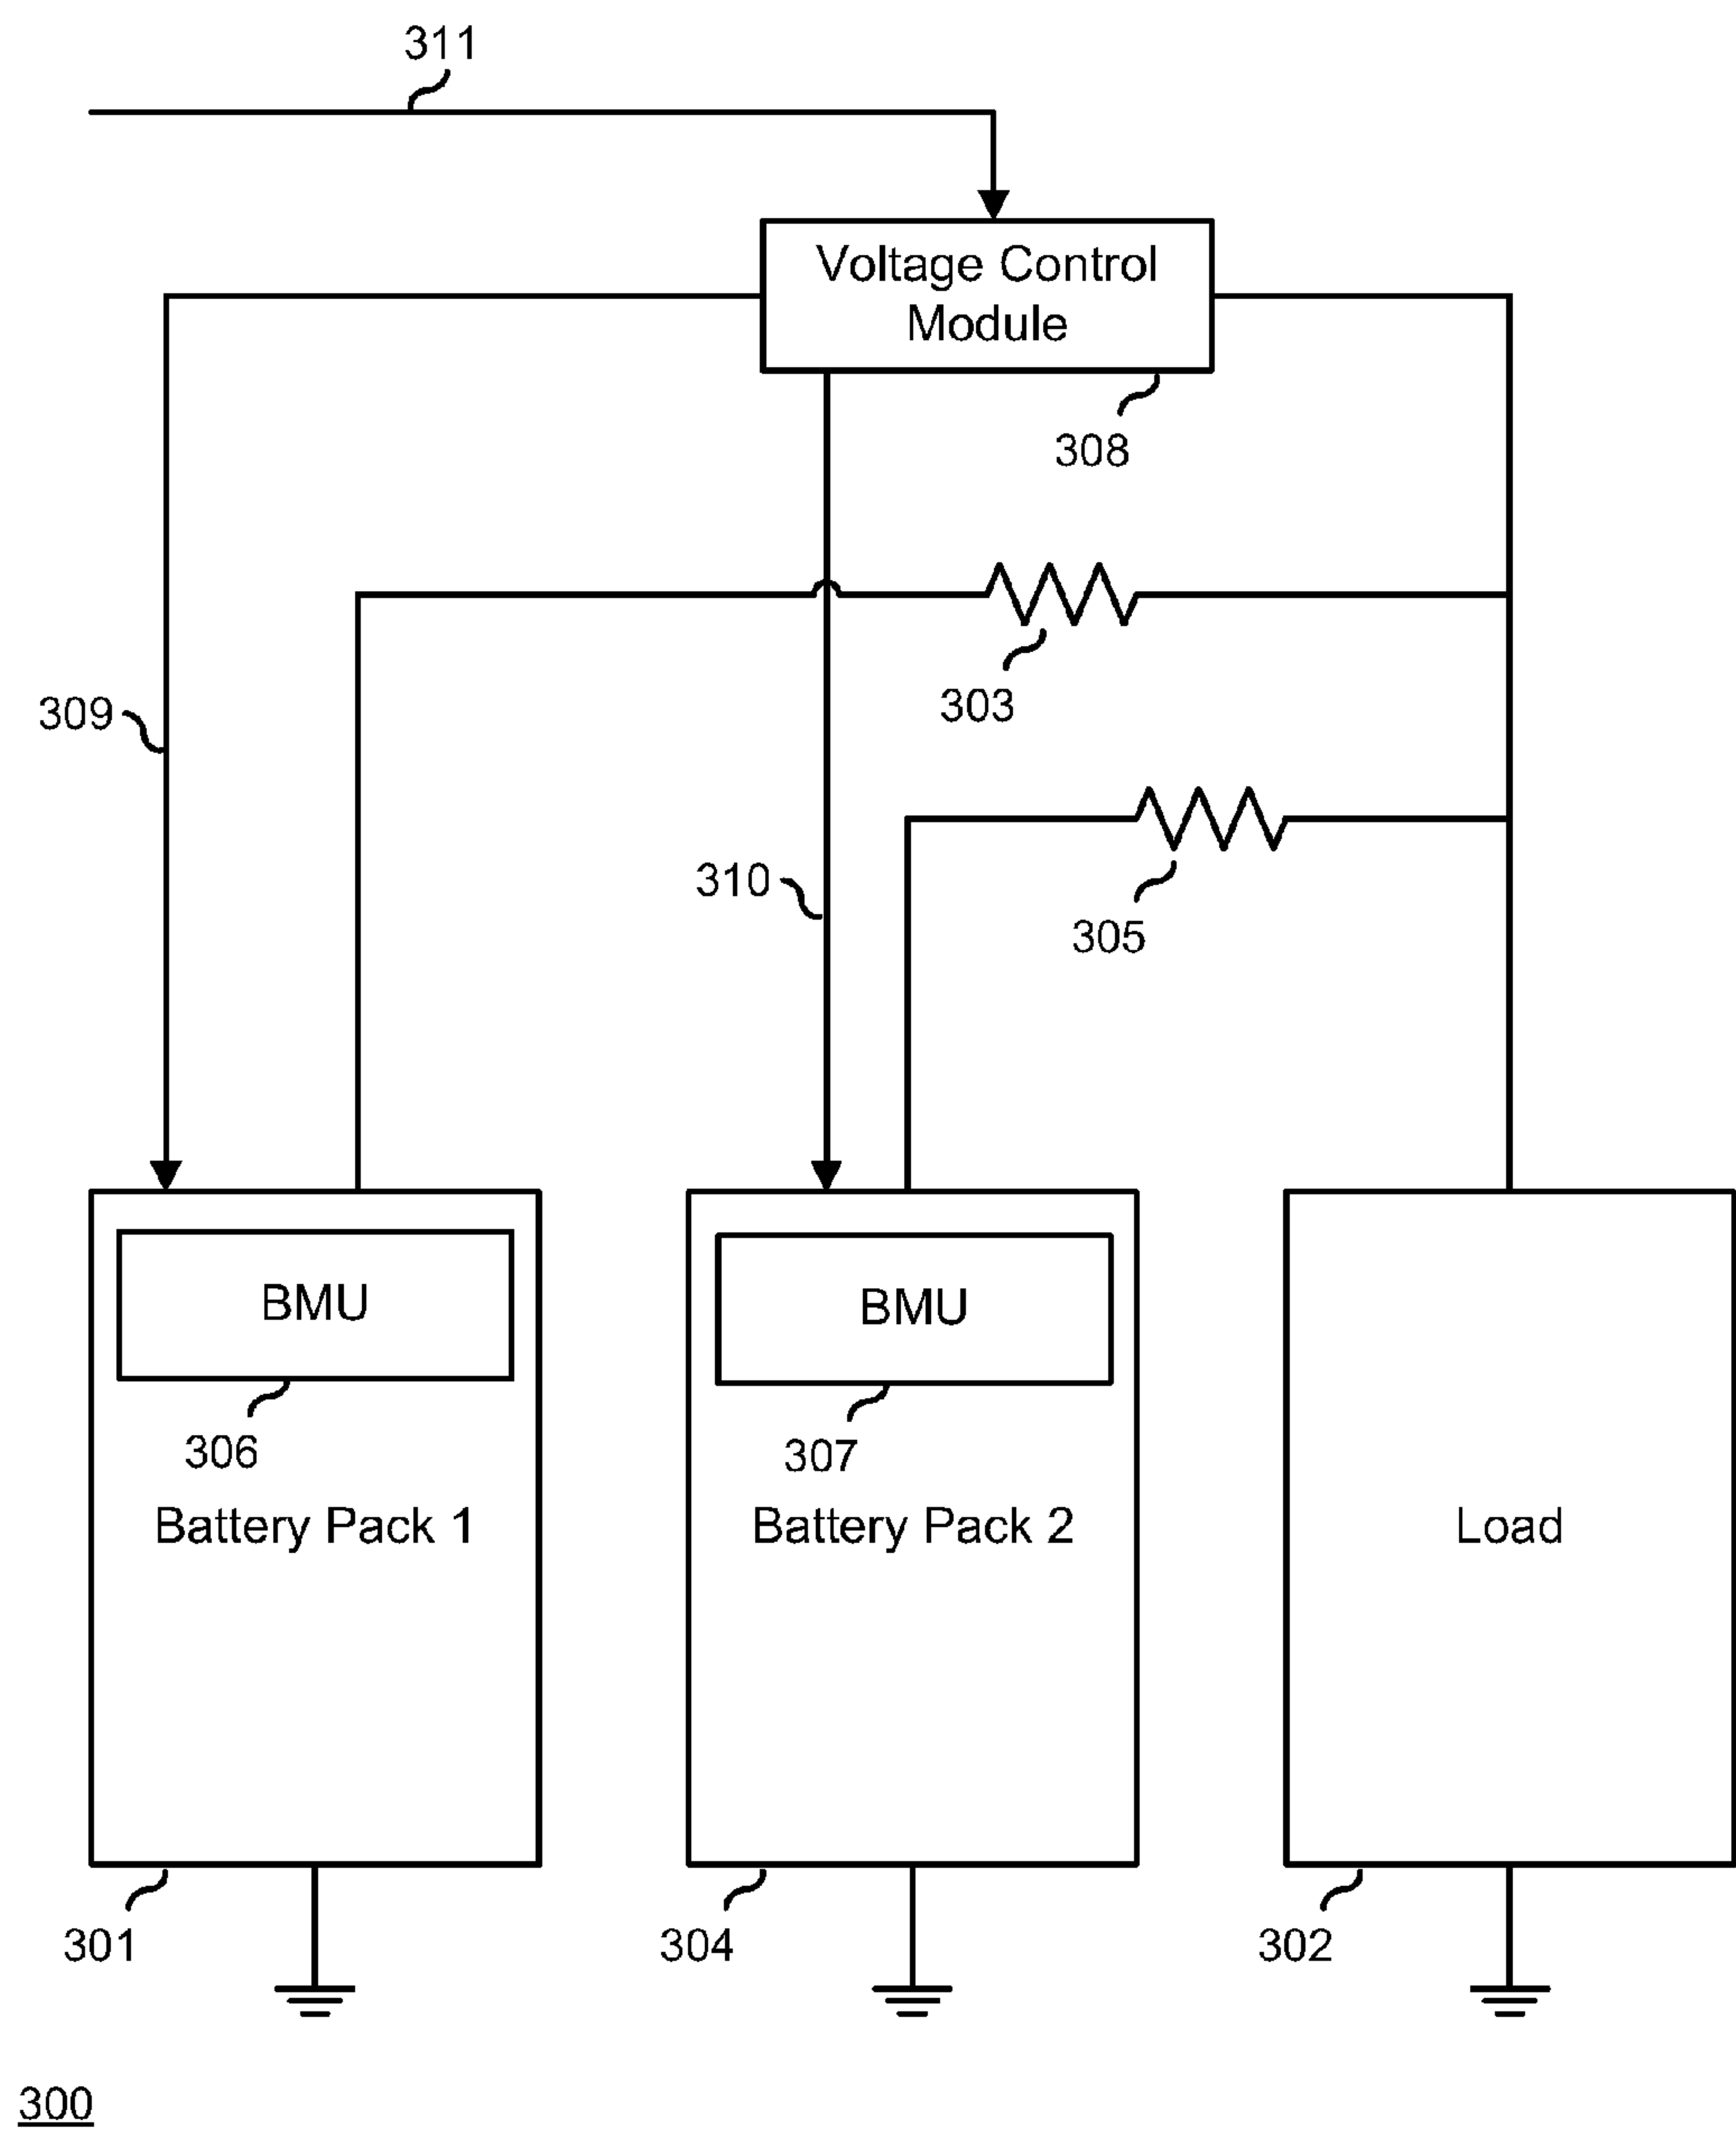 311
Voltage Control
Module
308
303
309
310
305
BMU
BMU
306
307
Battery Pack 1
Battery Pack 2
Load
301
304
302
300